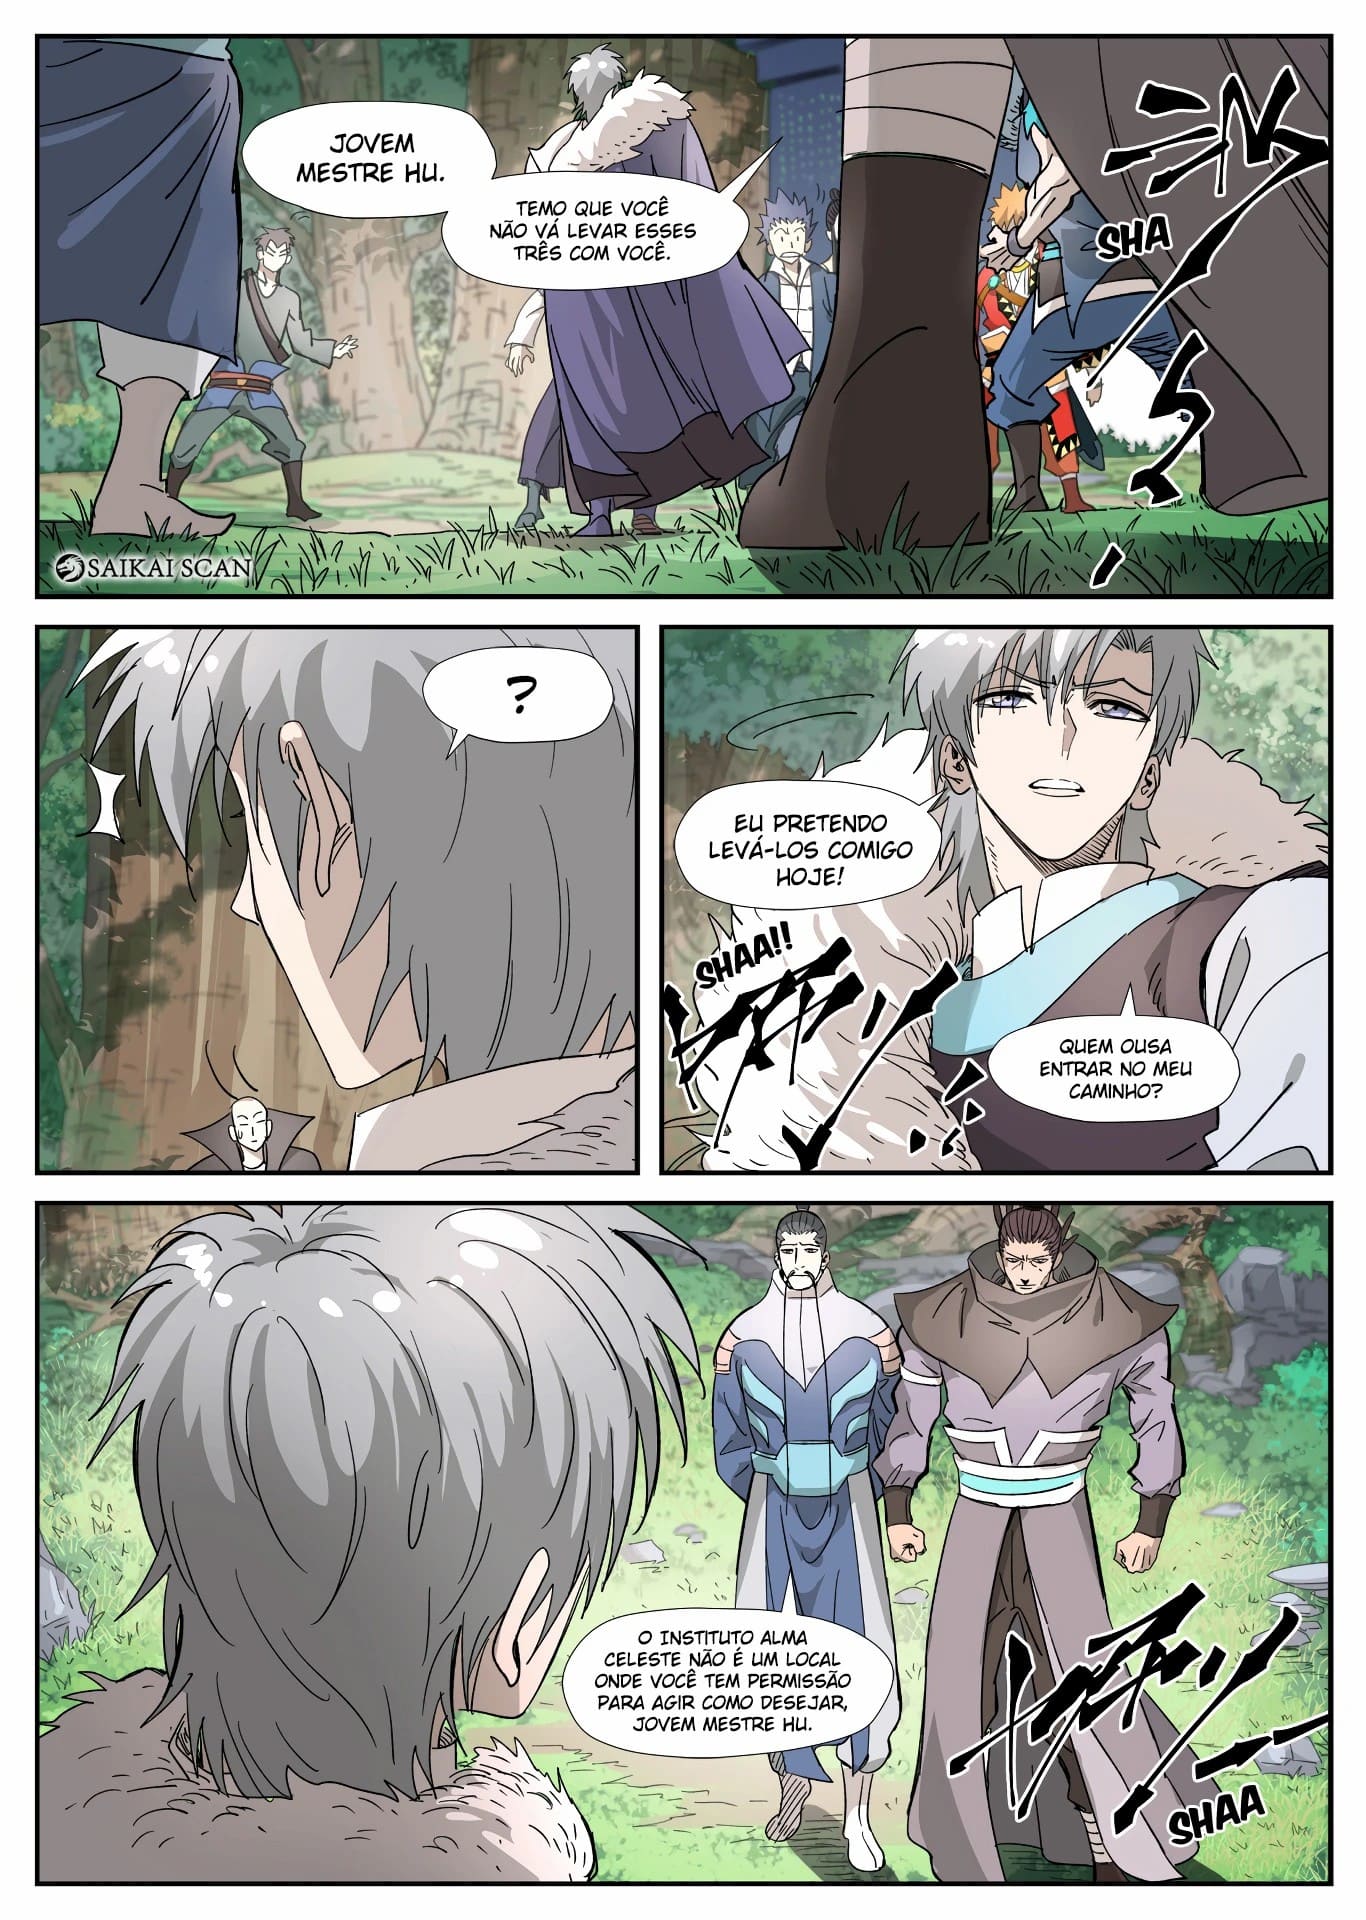 JOVEM
MESTRE HU.
TEMO QUE VOCÊ
NÃO VÁ LEVAR ESSES
TRÊS COM VOCÊ.
SHA
SAIKAI SCAN
?
EU PRETENDO
LEVÁ-LOS COMIGO
HOJE!
SHAA!!
QUEM OUSA
ENTRAR NO MEU
CAMINHO?
O INSTITUTO ALMA
CELESTE NÃO É UM LOCAL
ONDE VOCÊ TEM PERMISSÃO
PARA AGIR COMO DESEJAR,
JOVEM MESTRE HU.
SHAA